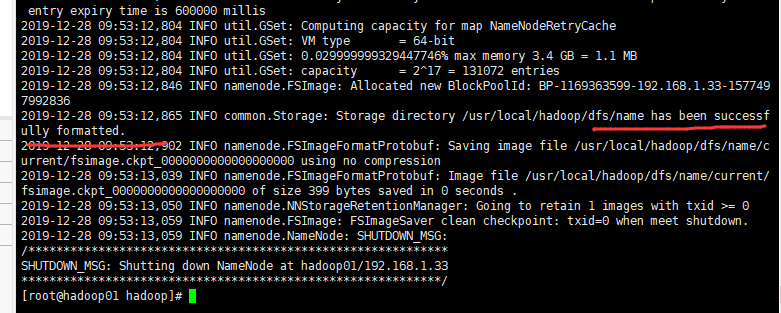 entry expiry time is 600000 millis
2019-12-28 09:53:12,804 INFO util.GSet: Computing capacity for map NameNodeRetryCache
2019-12-28 09:53:12,804 INFO util.GSet: VM type       = 64-bit
2019-12-28 09:53:12,804 INFO util.GSet: 0.029999999329447746% max memory 3.4 GB = 1.1 MB
2019-12-28 09:53:12,804 INFO util.GSet: capacity      = 2^17 = 131072 entries
2019-12-28 09:53:12,846 INFO namenode.FSImage: Allocated new BlockPoolId: BP-1169363599-192.168.1.33-157749
7992836
2019-12-28 09:53:12,865 INFO common.Storage: Storage directory /usr/local/hadoop/dfs/name has been successf
ully formatted.
2019-12-28 09:53:12,902 INFO namenode.FSImageFormatProtobuf: Saving image file /usr/local/hadoop/dfs/name/c
urrent/fsimage.ckpt_0000000000000000000 using no compression
2019-12-28 09:53:13,039 INFO namenode.FSImageFormatProtobuf: Image file /usr/local/hadoop/dfs/name/current/
fsimage.ckpt_0000000000000000000 of size 399 bytes saved in 0 seconds .
2019-12-28 09:53:13,050 INFO namenode.NNStorageRetentionManager: Going to retain 1 images with txid >= 0
2019-12-28 09:53:13,059 INFO namenode.FSImage: FSImageSaver clean checkpoint: txid=0 when meet shutdown.
2019-12-28 09:53:13,059 INFO namenode.NameNode: SHUTDOWN_MSG:
/************************************************************
SHUTDOWN_MSG: Shutting down NameNode at hadoop01/192.168.1.33
************************************************************/
[root@hadoop01 hadoop]#